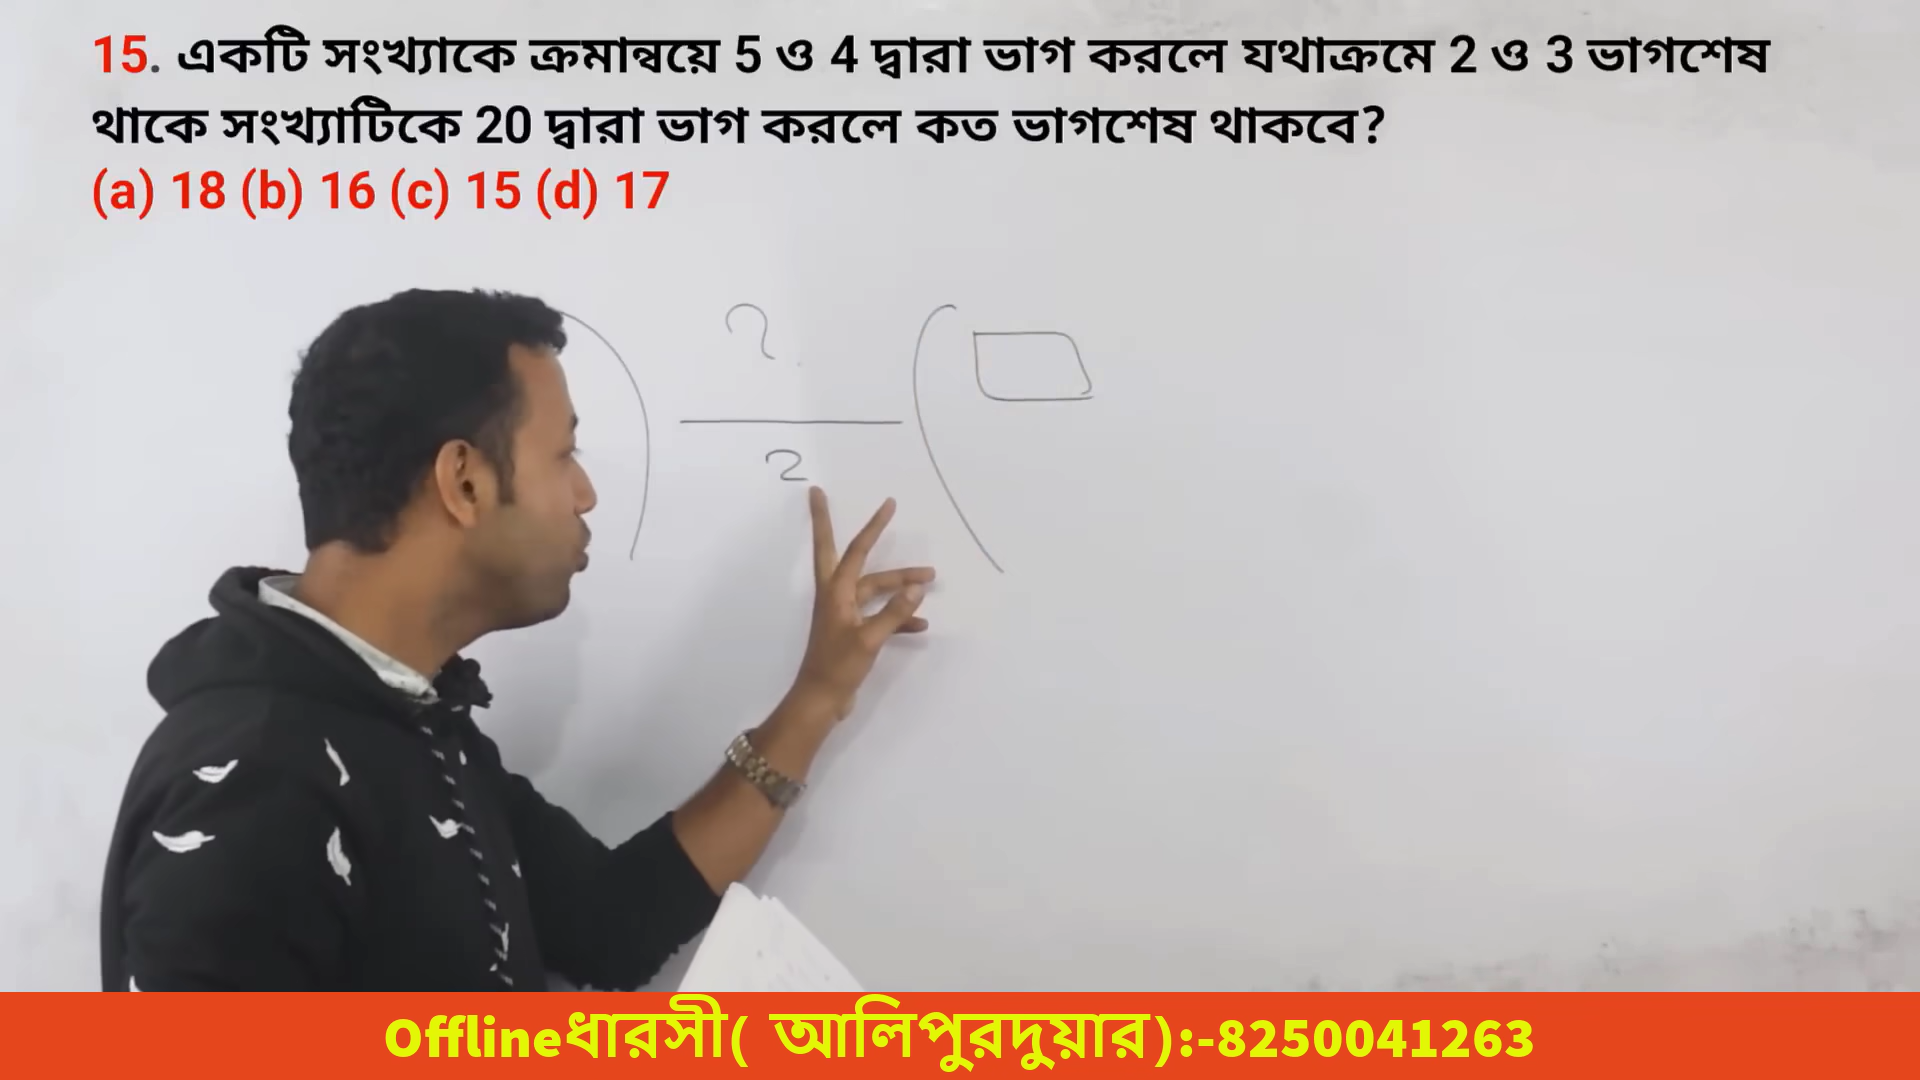 15. একটি সংখ্যাকে ক্রমান্বয়ে 5 ও 4 দ্বারা ভাগ করলে যথাক্রমে 2 ও 3 ভাগশেষ
থাকে সংখ্যাটিকে 20 দ্বারা ভাগ করলে কত ভাগশেষ থাকবে?
(a) 18 (b) 16 (c) 15 (d) 17
?
2
Offlineধারসী( আলিপুরদুয়ার):-8250041263